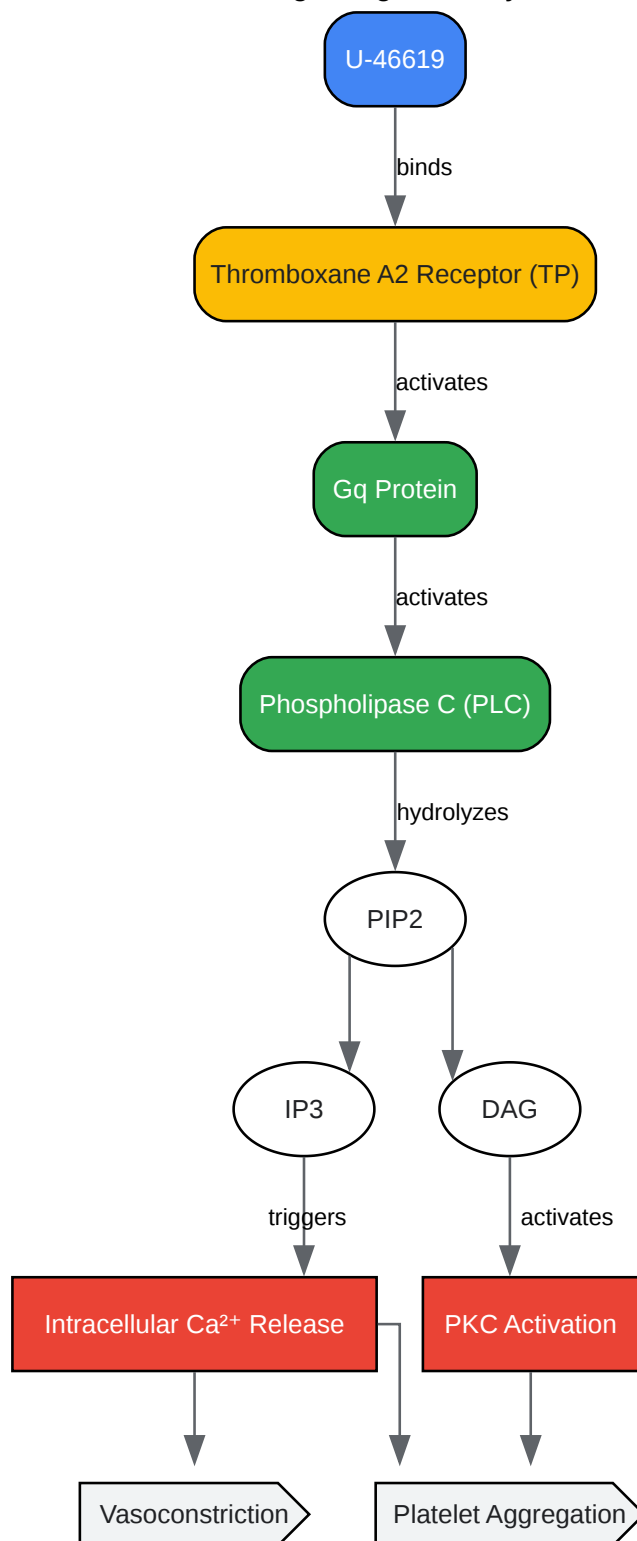 U-46619
binds
Thromboxane A2 Receptor (TP)
activates
Gq Protein
activates
Phospholipase C (PLC)
hydrolyzes
PIP2
IP3
DAG
triggers
activates
Intracellular Ca²⁺ Release
PKC Activation
Vasoconstriction
Platelet Aggregation